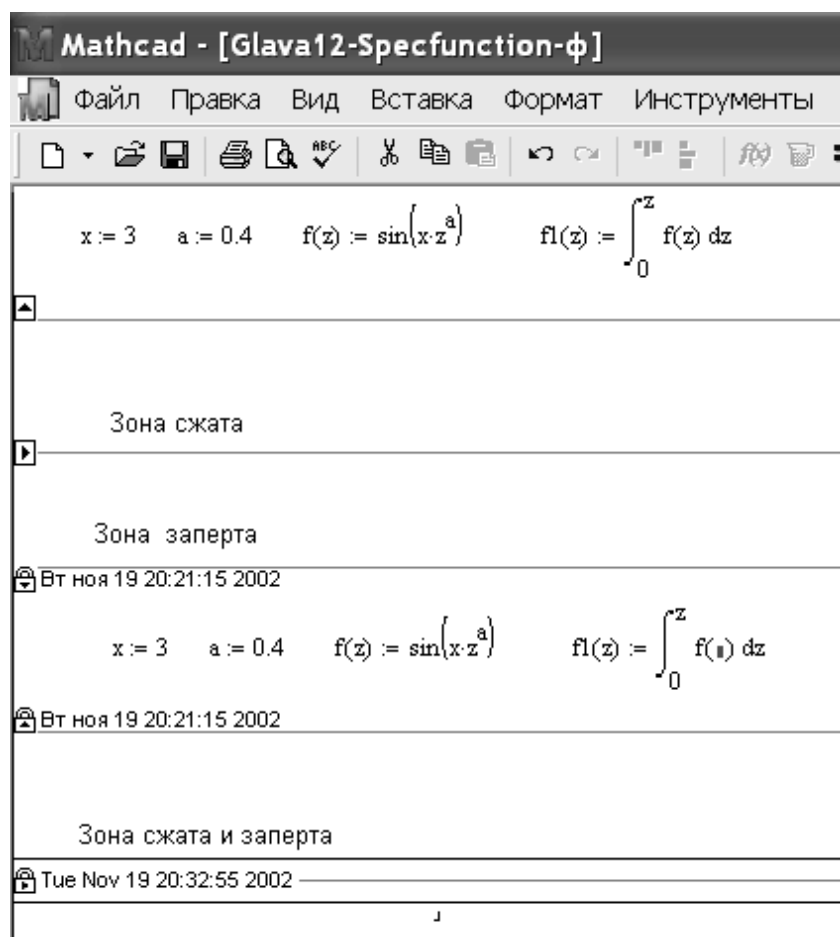 Mathcad - [Glava12-Specfunction-ф]
Файл Правка Вид Вставка Формат Инструменты
ABC f(x)
x := 3 a := 0.4 f(z) := sin(x·z^a) f1(z) := ∫_0^z f(z) dz
Зона сжата
Зона заперта
Вт ноя 19 20:21:15 2002
x := 3 a := 0.4 f(z) := sin(x·z^a) f1(z) := ∫_0^z f(▪) dz
Вт ноя 19 20:21:15 2002
Зона сжата и заперта
Tue Nov 19 20:32:55 2002